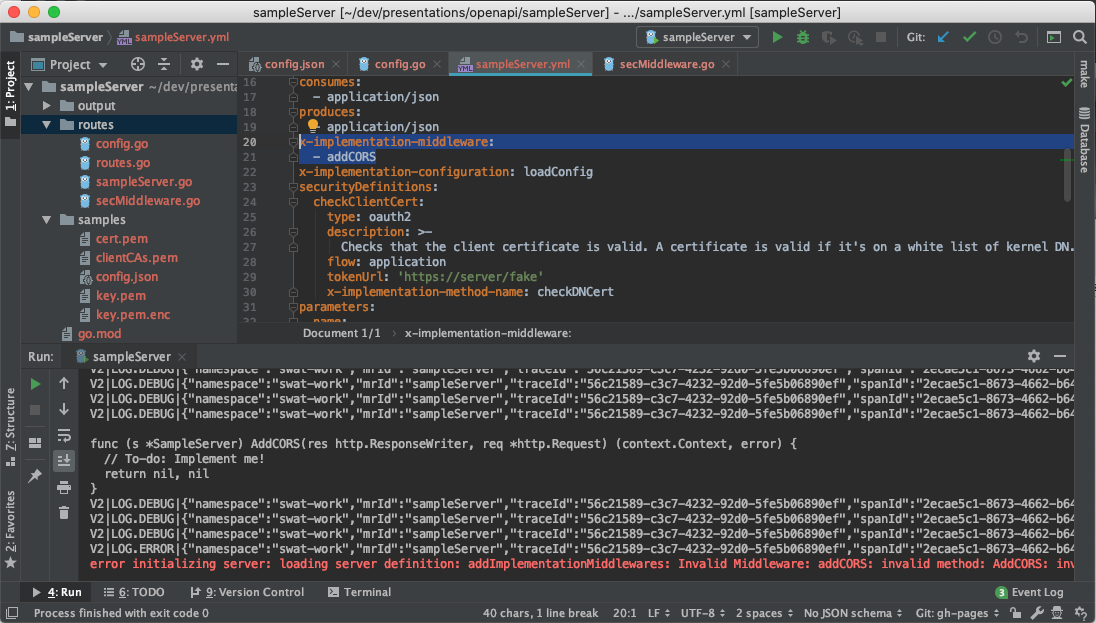 sampleServer [~/dev/presentations/openapi/sampleServer] - .../sampleServer.yml [sampleServer]
sampleServer sampleServer.yml sampleServer Git:
1: Project
Project
sampleServer ~/dev/presenta
output
routes
config.go
routes.go
sampleServer.go
secMiddleware.go
samples
cert.pem
clientCAs.pem
config.json
key.pem
key.pem.enc
go.mod
config.json config.go sampleServer.yml secMiddleware.go
16 consumes:
17 - application/json
18 produces:
19 application/json
20 x-implementation-middleware:
21 - addCORS
22 x-implementation-configuration: loadConfig
23 securityDefinitions:
24 checkClientCert:
25 type: oauth2
26 description: >-
27 Checks that the client certificate is valid. A certificate is valid if it's on a white list of kernel DN.
28 flow: application
29 tokenUrl: 'https://server/fake'
30 x-implementation-method-name: checkDNCert
31 parameters:
32 name:
Document 1/1 › x-implementation-middleware:
make
Database
Run: sampleServer
Z: Structure
2: Favorites
V2|LOG.DEBUG|{"namespace":"swat-work","mrId":"sampleServer","traceId":"56c21589-c3c7-4232-92d0-5fe5b06890ef","spanId":"2ecae5c1-8673-4662-b64
V2|LOG.DEBUG|{"namespace":"swat-work","mrId":"sampleServer","traceId":"56c21589-c3c7-4232-92d0-5fe5b06890ef","spanId":"2ecae5c1-8673-4662-b64
V2|LOG.DEBUG|{"namespace":"swat-work","mrId":"sampleServer","traceId":"56c21589-c3c7-4232-92d0-5fe5b06890ef","spanId":"2ecae5c1-8673-4662-b64
V2|LOG.DEBUG|{"namespace":"swat-work","mrId":"sampleServer","traceId":"56c21589-c3c7-4232-92d0-5fe5b06890ef","spanId":"2ecae5c1-8673-4662-b64
func (s *SampleServer) AddCORS(res http.ResponseWriter, req *http.Request) (context.Context, error) {
// To-do: Implement me!
return nil, nil
}
V2|LOG.DEBUG|{"namespace":"swat-work","mrId":"sampleServer","traceId":"56c21589-c3c7-4232-92d0-5fe5b06890ef","spanId":"2ecae5c1-8673-4662-b64
V2|LOG.DEBUG|{"namespace":"swat-work","mrId":"sampleServer","traceId":"56c21589-c3c7-4232-92d0-5fe5b06890ef","spanId":"2ecae5c1-8673-4662-b64
V2|LOG.DEBUG|{"namespace":"swat-work","mrId":"sampleServer","traceId":"56c21589-c3c7-4232-92d0-5fe5b06890ef","spanId":"2ecae5c1-8673-4662-b64
V2|LOG.ERROR|{"namespace":"swat-work","mrId":"sampleServer","traceId":"56c21589-c3c7-4232-92d0-5fe5b06890ef","spanId":"2ecae5c1-8673-4662-b64
error initializing server: loading server definition: addImplementationMiddlewares: Invalid Middleware: addCORS: invalid method: AddCORS: inv
4: Run 6: TODO 9: Version Control Terminal 3 Event Log
Process finished with exit code 0 40 chars, 1 line break 20:1 LF UTF-8 2 spaces No JSON schema Git: gh-pages